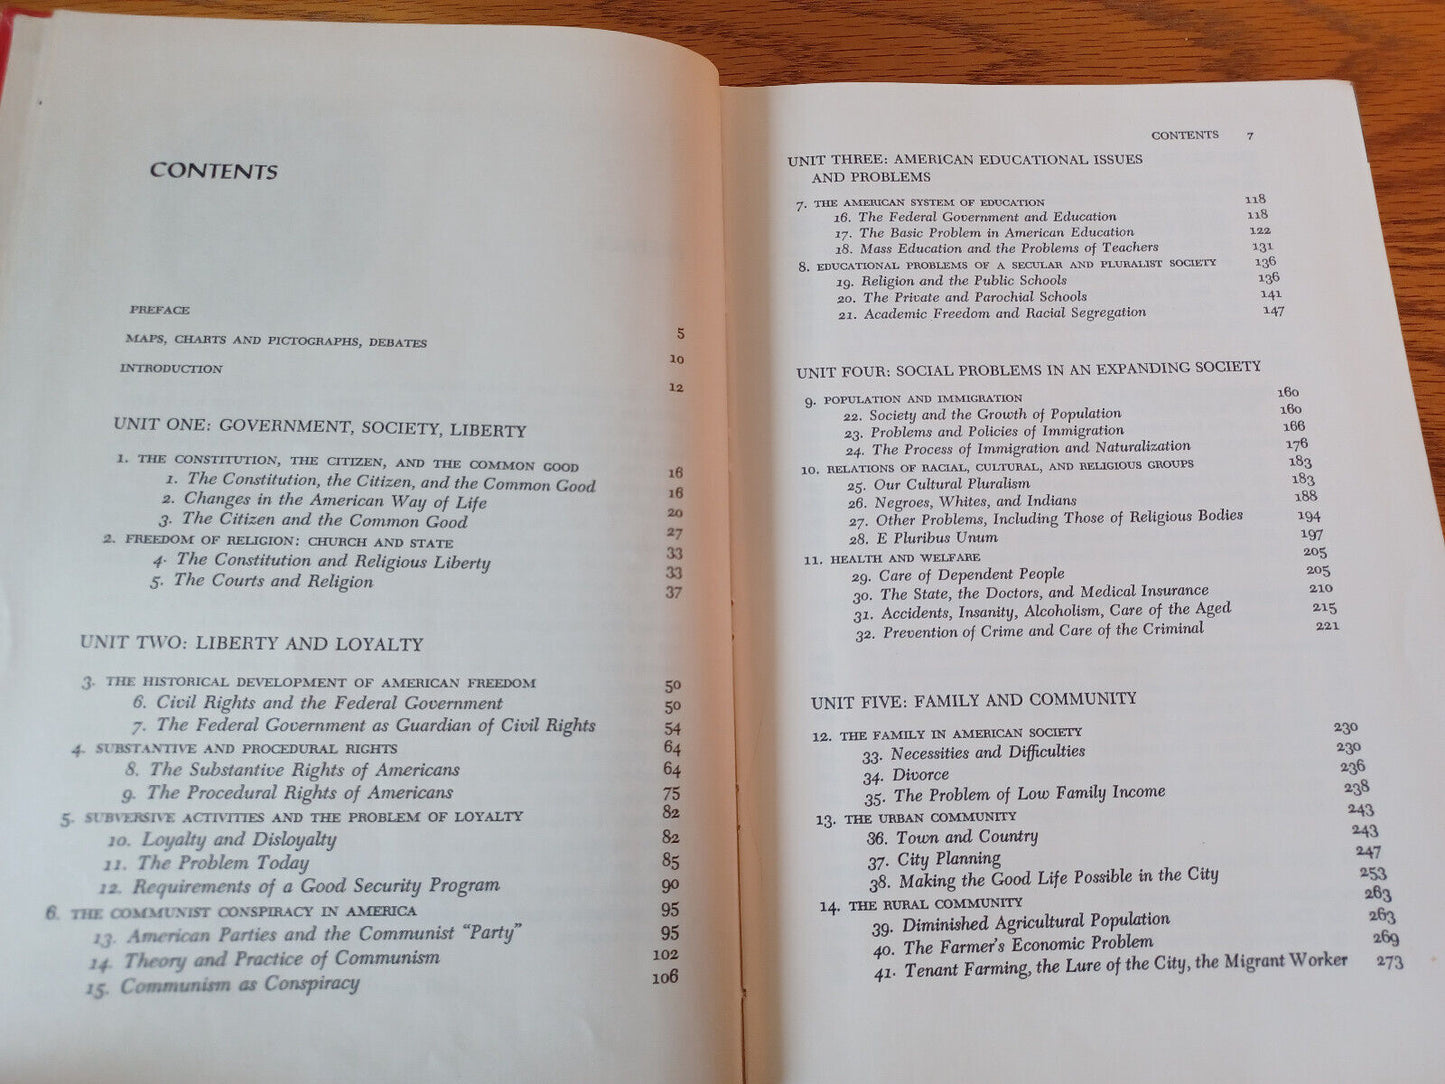 CONTENTS
PREFACE 5
MAPS, CHARTS AND PICTOGRAPHS, DEBATES 10
INTRODUCTION 12
UNIT ONE: GOVERNMENT, SOCIETY, LIBERTY
1. THE CONSTITUTION, THE CITIZEN, AND THE COMMON GOOD 16
1. The Constitution, the Citizen, and the Common Good 16
2. Changes in the American Way of Life 20
3. The Citizen and the Common Good 27
2. FREEDOM OF RELIGION: CHURCH AND STATE 33
4. The Constitution and Religious Liberty 33
5. The Courts and Religion 37
UNIT TWO: LIBERTY AND LOYALTY
3. THE HISTORICAL DEVELOPMENT OF AMERICAN FREEDOM 50
6. Civil Rights and the Federal Government 50
7. The Federal Government as Guardian of Civil Rights 54
4. SUBSTANTIVE AND PROCEDURAL RIGHTS 64
8. The Substantive Rights of Americans 64
9. The Procedural Rights of Americans 75
5. SUBVERSIVE ACTIVITIES AND THE PROBLEM OF LOYALTY 82
10. Loyalty and Disloyalty 82
11. The Problem Today 85
12. Requirements of a Good Security Program 90
6. THE COMMUNIST CONSPIRACY IN AMERICA 95
13. American Parties and the Communist "Party" 95
14. Theory and Practice of Communism 102
15. Communism as Conspiracy 106
CONTENTS 7
UNIT THREE: AMERICAN EDUCATIONAL ISSUES
AND PROBLEMS
7. THE AMERICAN SYSTEM OF EDUCATION 118
16. The Federal Government and Education 118
17. The Basic Problem in American Education 122
18. Mass Education and the Problems of Teachers 131
8. EDUCATIONAL PROBLEMS OF A SECULAR AND PLURALIST SOCIETY 136
19. Religion and the Public Schools 136
20. The Private and Parochial Schools 141
21. Academic Freedom and Racial Segregation 147
UNIT FOUR: SOCIAL PROBLEMS IN AN EXPANDING SOCIETY
9. POPULATION AND IMMIGRATION 160
22. Society and the Growth of Population 160
23. Problems and Policies of Immigration 166
24. The Process of Immigration and Naturalization 176
10. RELATIONS OF RACIAL, CULTURAL, AND RELIGIOUS GROUPS 183
25. Our Cultural Pluralism 183
26. Negroes, Whites, and Indians 188
27. Other Problems, Including Those of Religious Bodies 194
28. E Pluribus Unum 197
11. HEALTH AND WELFARE 205
29. Care of Dependent People 205
30. The State, the Doctors, and Medical Insurance 210
31. Accidents, Insanity, Alcoholism, Care of the Aged 215
32. Prevention of Crime and Care of the Criminal 221
UNIT FIVE: FAMILY AND COMMUNITY
12. THE FAMILY IN AMERICAN SOCIETY 230
33. Necessities and Difficulties 230
34. Divorce 236
35. The Problem of Low Family Income 238
13. THE URBAN COMMUNITY 243
36. Town and Country 243
37. City Planning 247
38. Making the Good Life Possible in the City 253
14. THE RURAL COMMUNITY 263
39. Diminished Agricultural Population 263
40. The Farmer's Economic Problem 269
41. Tenant Farming, the Lure of the City, the Migrant Worker 273